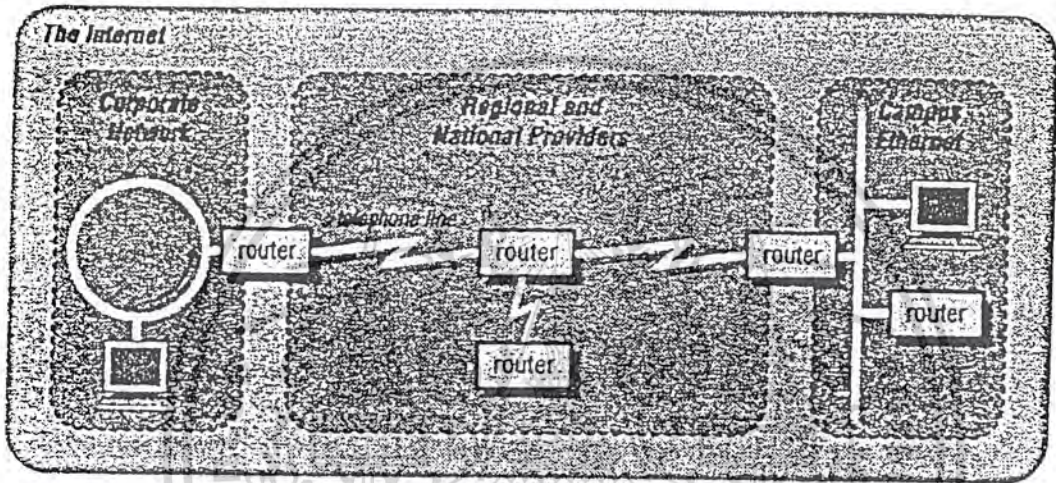 The Internet
Corporate
Network
Regional and
National Providers
Campus
Ethernet
telephone line
router
router
router
router
router